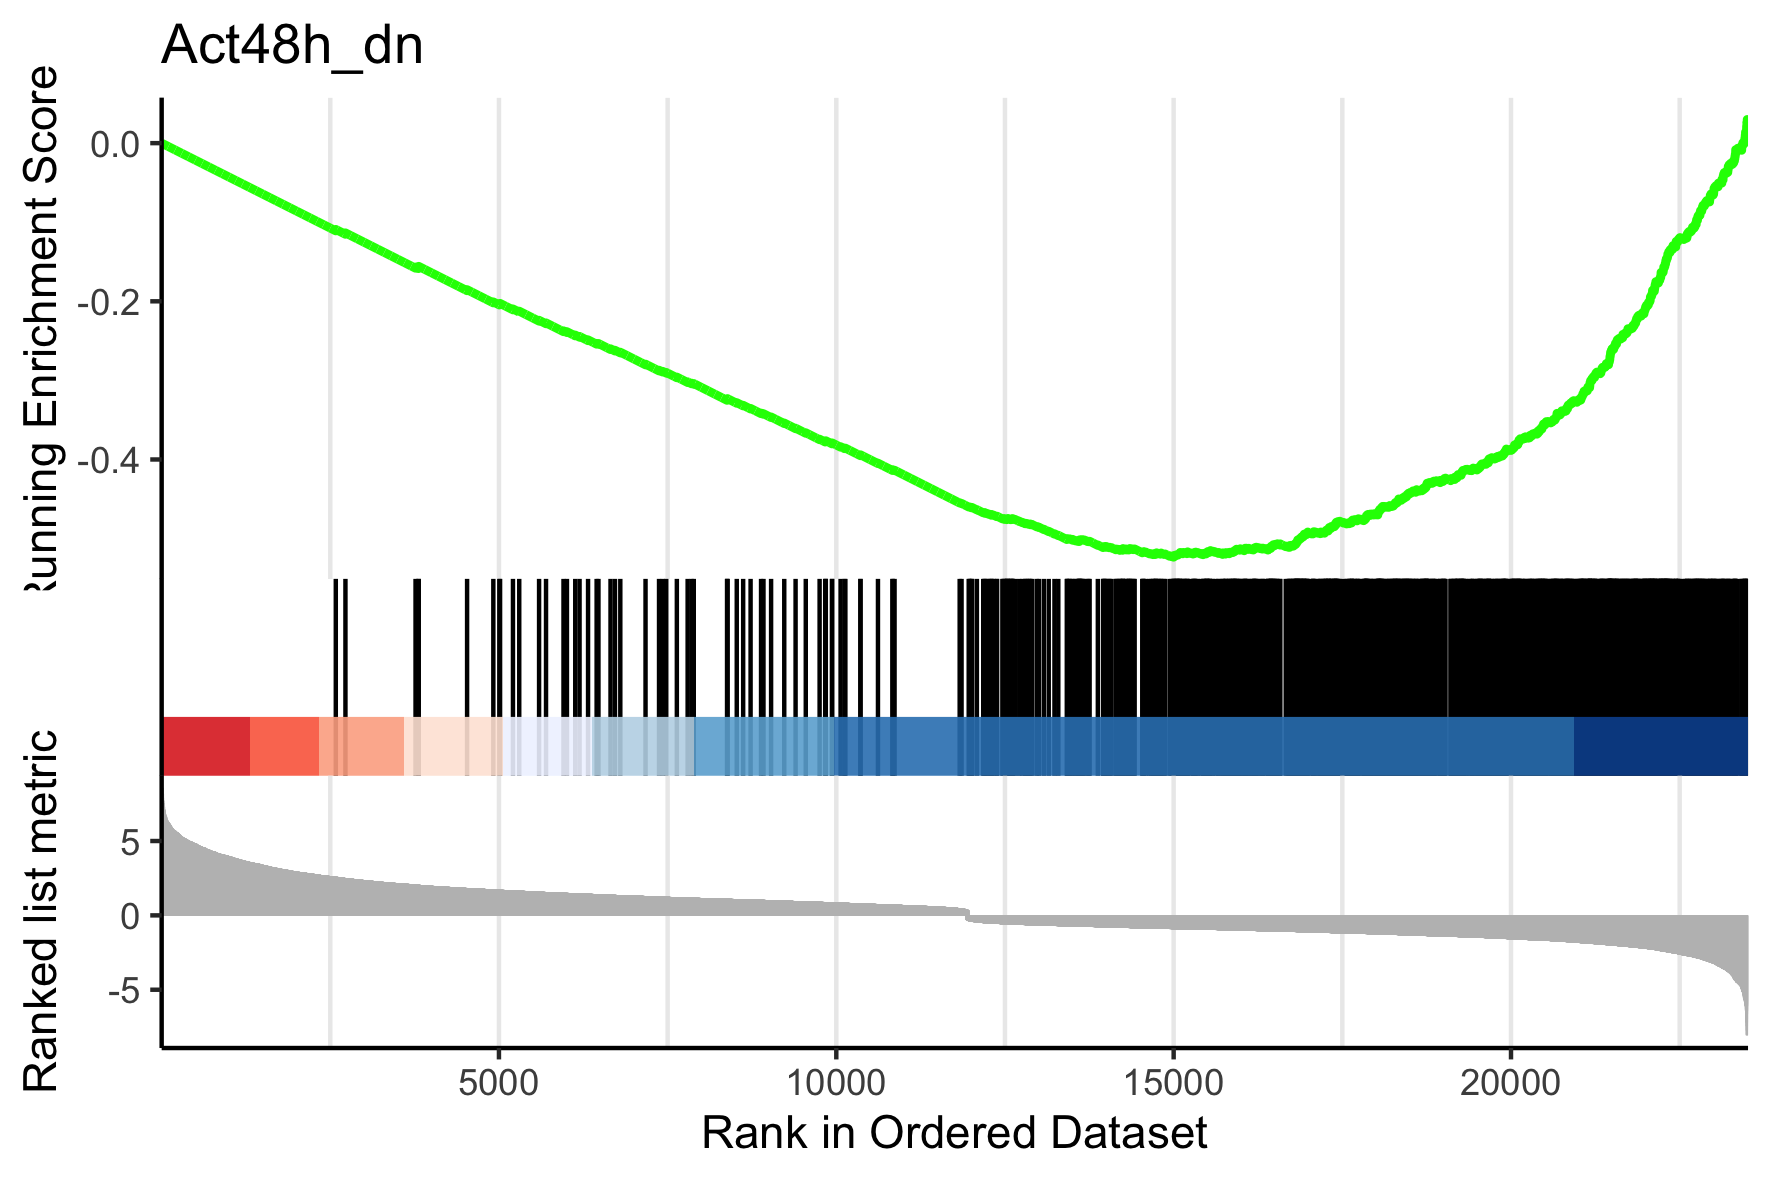 Act48h_dn
Running Enrichment Score
0.0
-0.2
-0.4
Ranked list metric
5
0
-5
5000
10000
15000
20000
Rank in Ordered Dataset